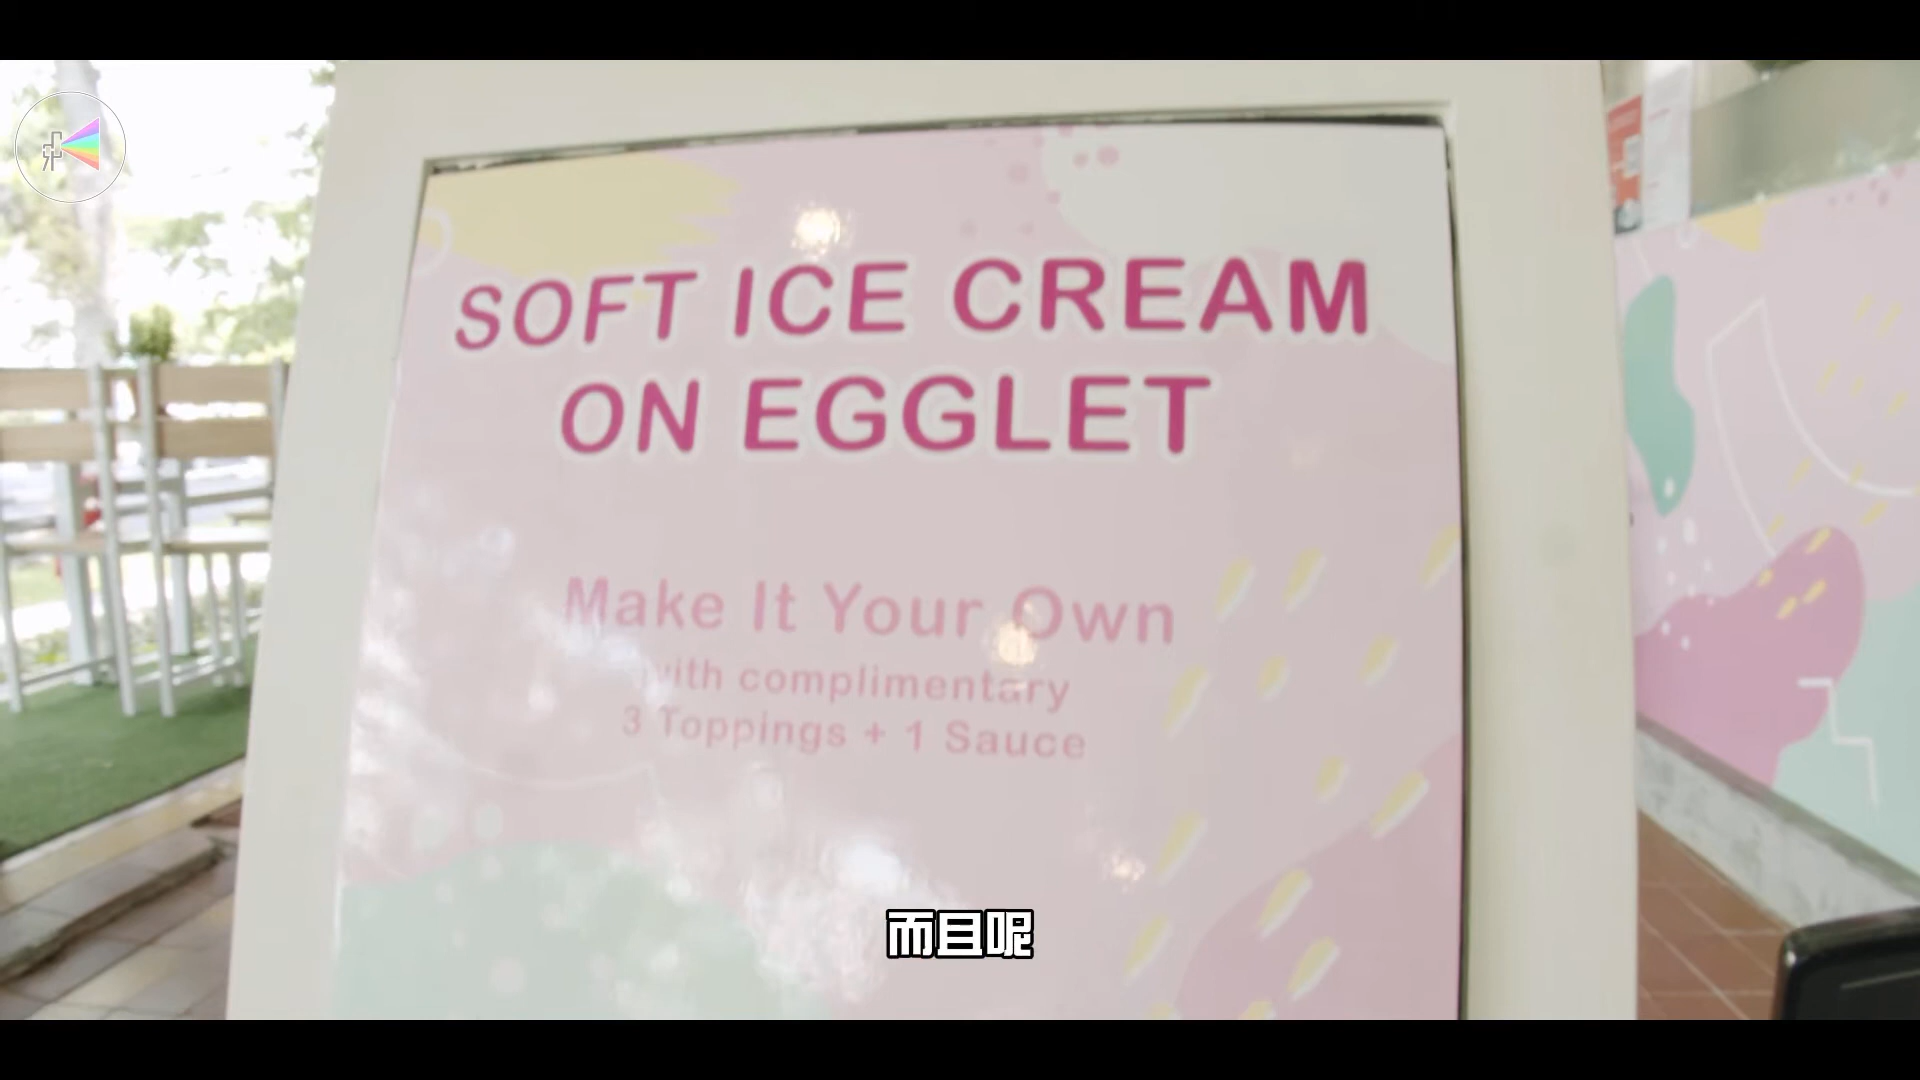 SOFT ICE CREAM
ON EGGLET
Make It Your Own
with complimentary
3 Toppings + 1 Sauce
而且呢